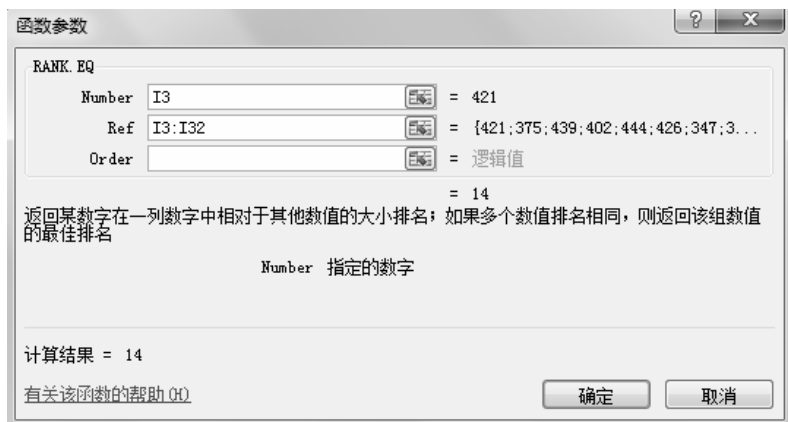 函数参数
RANK.EQ
Number I3 = 421
Ref I3:I32 = {421;375;439;402;444;426;347;3...
Order = 逻辑值
= 14
返回某数字在一列数字中相对于其他数值的大小排名；如果多个数值排名相同，则返回该组数值
的最佳排名
Number 指定的数字
计算结果 = 14
有关该函数的帮助(H)
确定 取消